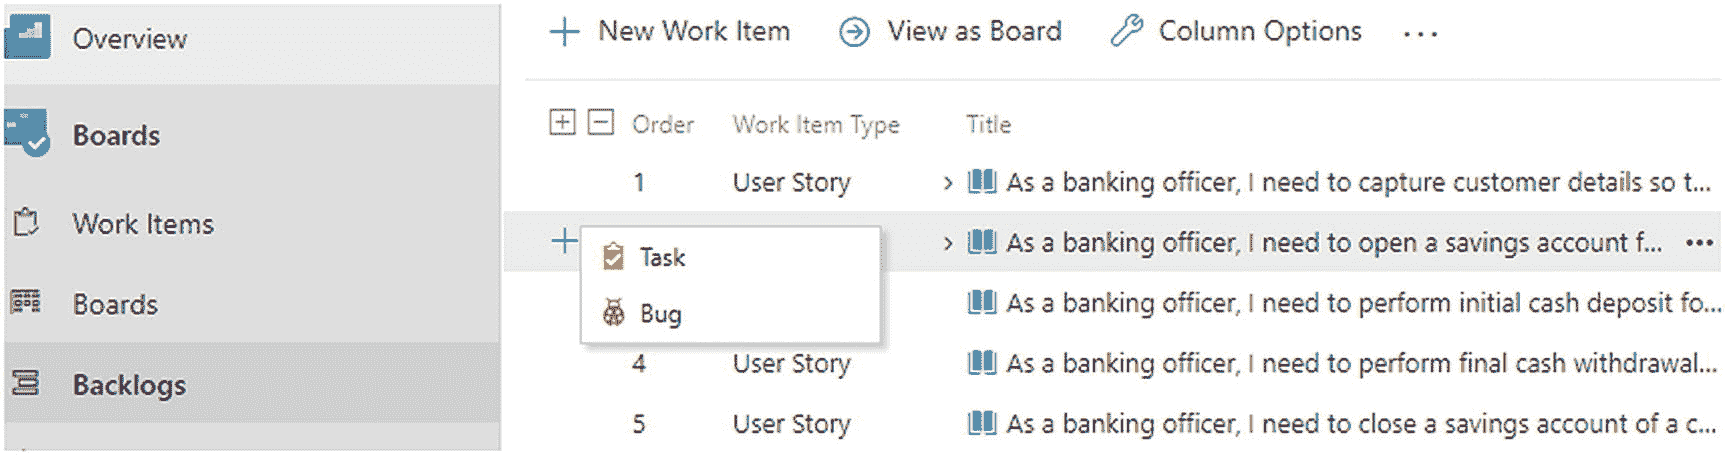 Overview
Boards
Work Items
Boards
Backlogs
New Work Item View as Board Column Options ...
Order Work Item Type Title
1 User Story As a banking officer, I need to capture customer details so t...
As a banking officer, I need to open a savings account f... ...
Task
Bug
As a banking officer, I need to perform initial cash deposit fo...
4 User Story As a banking officer, I need to perform final cash withdrawal...
5 User Story As a banking officer, I need to close a savings account of a c...